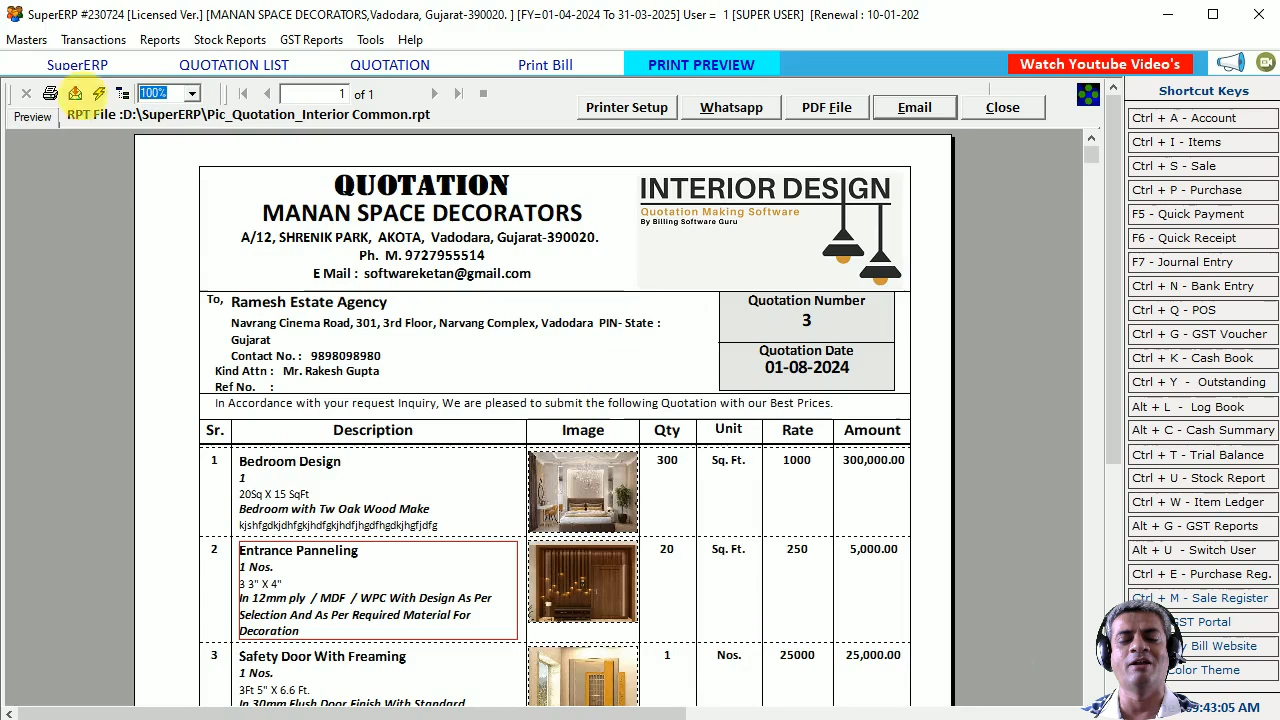 SuperERP #230724 [Licensed Ver.] [MANAN SPACE DECORATORS,Vadodara, Gujarat-390020. ] [FY=01-04-2024 To 31-03-2025] User = 1 [SUPER USER] [Renewal : 10-01-202
Masters Transactions Reports Stock Reports GST Reports Tools Help
SuperERP QUOTATION LIST QUOTATION Print Bill PRINT PREVIEW Watch Youtube Video's
100% 1 of 1
Printer Setup Whatsapp PDF File Email Close
Preview RPT File :D:\SuperERP\Pic_Quotation_Interior Common.rpt
QUOTATION
MANAN SPACE DECORATORS
A/12, SHRENIK PARK, AKOTA, Vadodara, Gujarat-390020.
Ph. M. 9727955514
E Mail : softwareketan@gmail.com
INTERIOR DESIGN
Quotation Making Software
By Billing Software Guru
To, Ramesh Estate Agency
Navrang Cinema Road, 301, 3rd Floor, Narvang Complex, Vadodara PIN- State :
Gujarat
Contact No. : 9898098980
Kind Attn : Mr. Rakesh Gupta
Ref No. :
Quotation Number
3
Quotation Date
01-08-2024
In Accordance with your request Inquiry, We are pleased to submit the following Quotation with our Best Prices.
Sr. Description Image Qty Unit Rate Amount
1 Bedroom Design 300 Sq. Ft. 1000 300,000.00
1
20Sq X 15 SqFt
Bedroom with Tw Oak Wood Make
kjshfgdkjdhfgkjhdfgkjhdfjhgdfhgdkjhgfjdfg
2 Entrance Panneling 20 Sq. Ft. 250 5,000.00
1 Nos.
3 3" X 4"
In 12mm ply / MDF / WPC With Design As Per
Selection And As Per Required Material For
Decoration
3 Safety Door With Freaming 1 Nos. 25000 25,000.00
1 Nos.
3Ft 5" X 6.6 Ft.
In 30mm Flush Door Finish With Standard
Shortcut Keys
Ctrl + A - Account
Ctrl + I - Items
Ctrl + S - Sale
Ctrl + P - Purchase
F5 - Quick Payment
F6 - Quick Receipt
F7 - Journal Entry
Ctrl + N - Bank Entry
Ctrl + Q - POS
Ctrl + G - GST Voucher
Ctrl + K - Cash Book
Ctrl + Y - Outstanding
Alt + L - Log Book
Alt + C - Cash Summary
Ctrl + T - Trial Balance
Ctrl + U - Stock Report
Ctrl + W - Item Ledger
Alt + G - GST Reports
Alt + U - Switch User
Ctrl + E - Purchase Reg.
Ctrl + M - Sale Register
GST Portal
Bill Website
Color Theme
09:43:05 AM